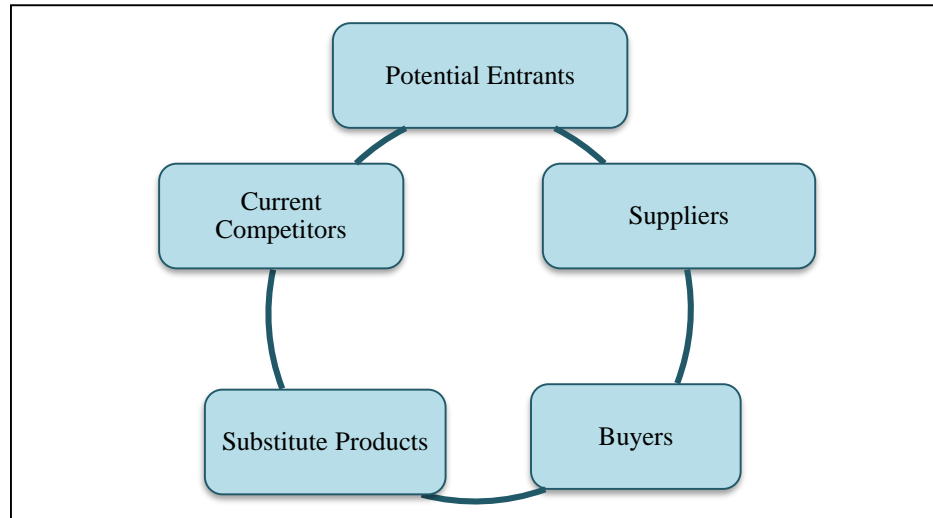 Potential Entrants
Current
Competitors
Suppliers
Substitute Products
Buyers